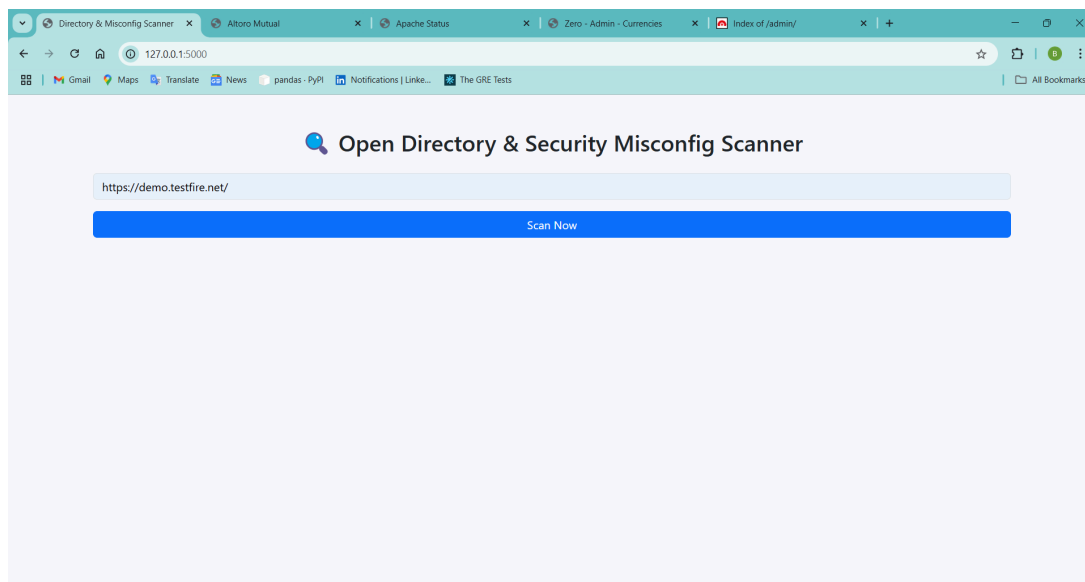 Directory & Misconfig Scanner Altoro Mutual Apache Status Zero - Admin - Currencies Index of /admin/
127.0.0.1:5000 B
Gmail Maps Translate News pandas · PyPI Notifications | Linke... The GRE Tests All Bookmarks
Open Directory & Security Misconfig Scanner
https://demo.testfire.net/
Scan Now